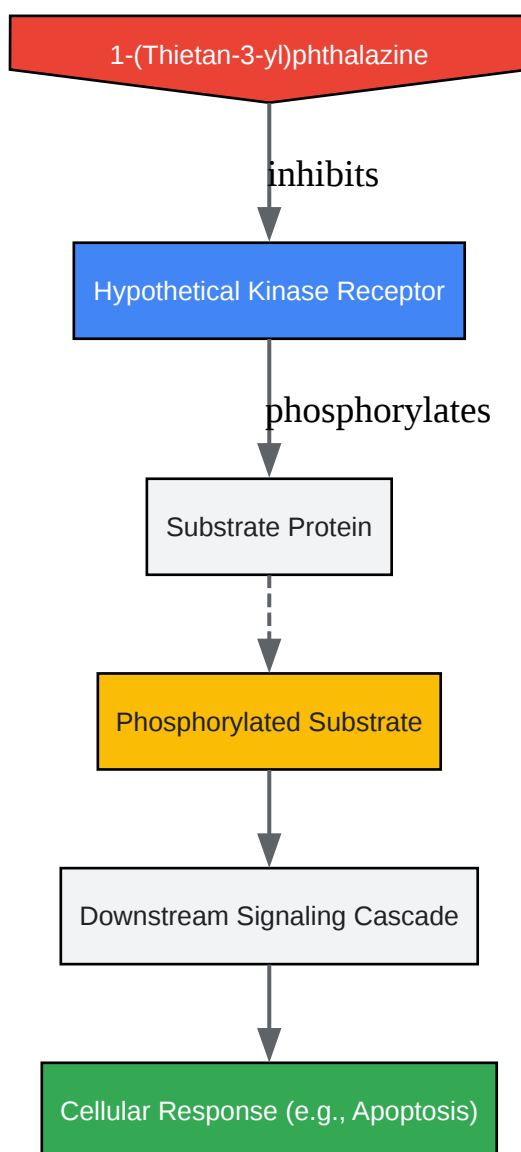 1-(Thietan-3-yl)phthalazine
inhibits
Hypothetical Kinase Receptor
phosphorylates
Substrate Protein
Phosphorylated Substrate
Downstream Signaling Cascade
Cellular Response (e.g., Apoptosis)